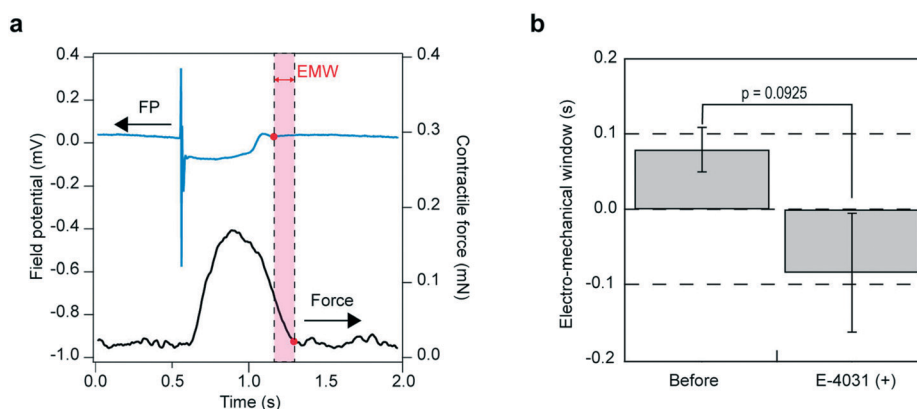 a
0.4
0.2
0.0
-0.2
-0.4
-0.6
-0.8
-1.0
Field potential (mV)
FP
EMW
Force
0.4
0.3
0.2
0.1
0.0
Contractile force (mN)
0.0 0.5 1.0 1.5 2.0
Time (s)
b
0.2
0.1
0.0
-0.1
-0.2
Electro-mechanical window (s)
p = 0.0925
Before E-4031 (+)